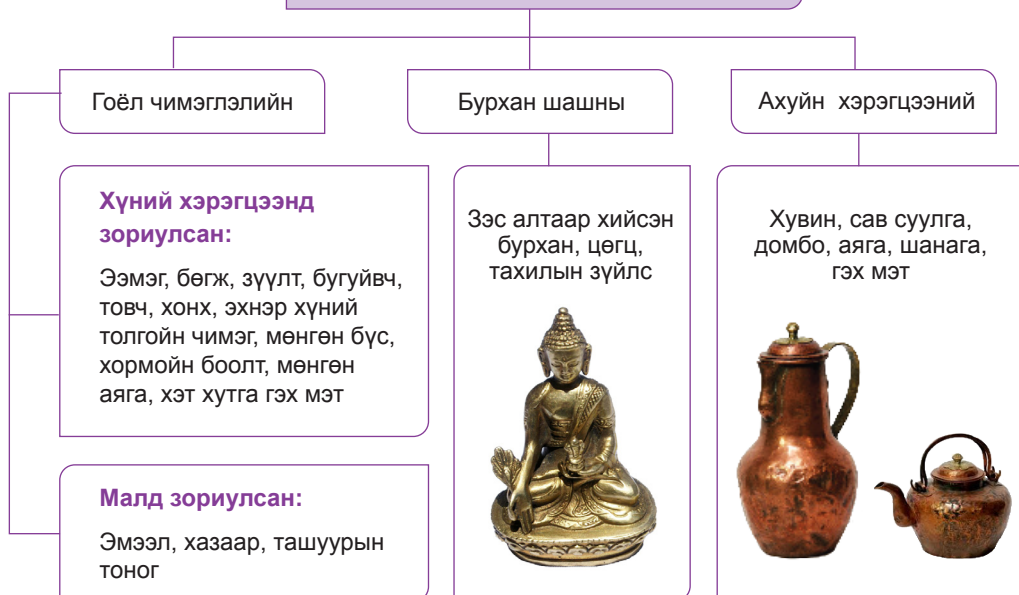 Гоёл чимэглэлийн
Бурхан шашны
Ахуйн хэрэгцээний
Хүний хэрэгцээнд
зориулсан:
Ээмэг, бөгж, зүүлт, бугуйвч,
товч, хонх, эхнэр хүний
толгойн чимэг, мөнгөн бүс,
хормойн боолт, мөнгөн
аяга, хэт хутга гэх мэт
Малд зориулсан:
Эмээл, хазаар, ташуурын
тоног
Зэс алтаар хийсэн
бурхан, цөгц,
тахилын зүйлс
Хувин, сав суулга,
домбо, аяга, шанага,
гэх мэт